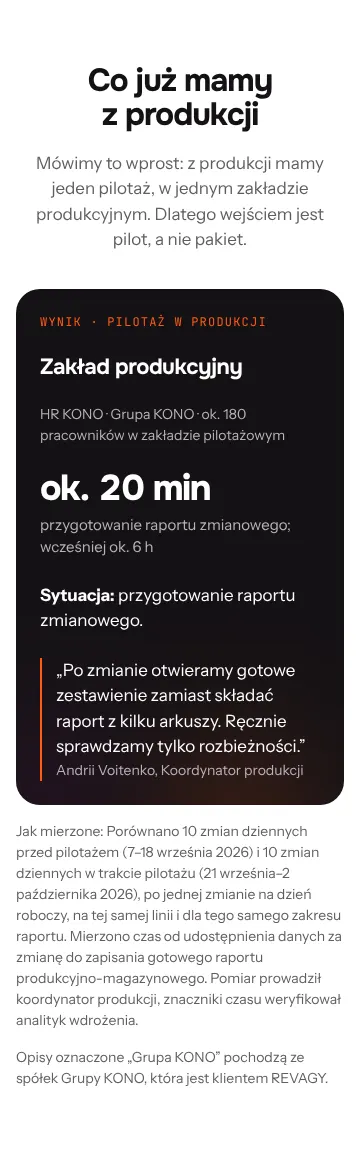 Co już mamy
z produkcji
Mówimy to wprost: z produkcji mamy
jeden pilotaż, w jednym zakładzie
produkcyjnym. Dlatego wejściem jest
pilot, a nie pakiet.
WYNIK · PILOTAŻ W PRODUKCJI
Zakład produkcyjny
HR KONO · Grupa KONO · ok. 180
pracowników w zakładzie pilotażowym
ok. 20 min
przygotowanie raportu zmianowego;
wcześniej ok. 6 h
Sytuacja: przygotowanie raportu
zmianowego.
„Po zmianie otwieramy gotowe
zestawienie zamiast składać
raport z kilku arkuszy. Ręcznie
sprawdzamy tylko rozbieżności.”
Andrii Voitenko, Koordynator produkcji
Jak mierzone: Porównano 10 zmian dziennych
przed pilotażem (7–18 września 2026) i 10 zmian
dziennych w trakcie pilotażu (21 września–2
października 2026), po jednej zmianie na dzień
roboczy, na tej samej linii i dla tego samego zakresu
raportu. Mierzono czas od udostępnienia danych za
zmianę do zapisania gotowego raportu
produkcyjno-magazynowego. Pomiar prowadził
koordynator produkcji, znaczniki czasu weryfikował
analityk wdrożenia.
Opisy oznaczone „Grupa KONO” pochodzą ze
spółek Grupy KONO, która jest klientem REVAGY.